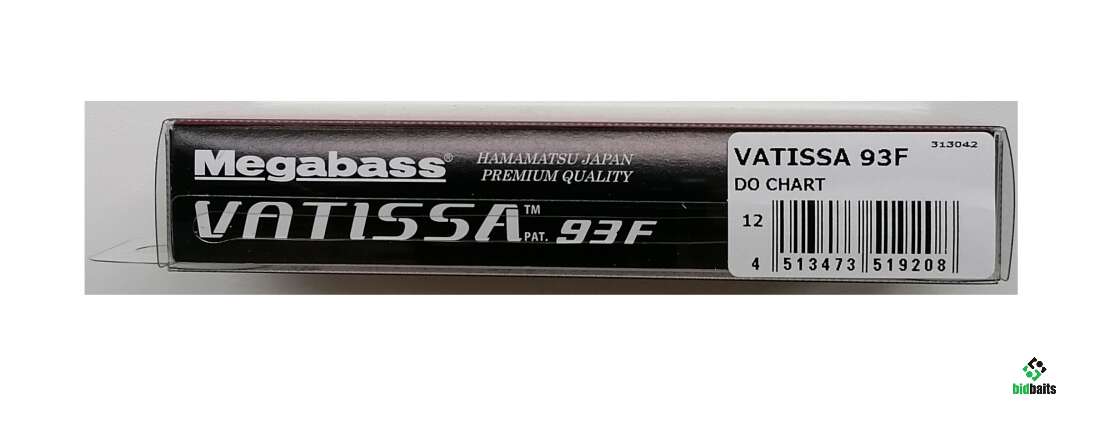 Megabass®
HAMAMATSU JAPAN
PREMIUM QUALITY
VATISSA™ PAT. 93F
313042
VATISSA 93F
DO CHART
12
4 513473 519208
bidbaits